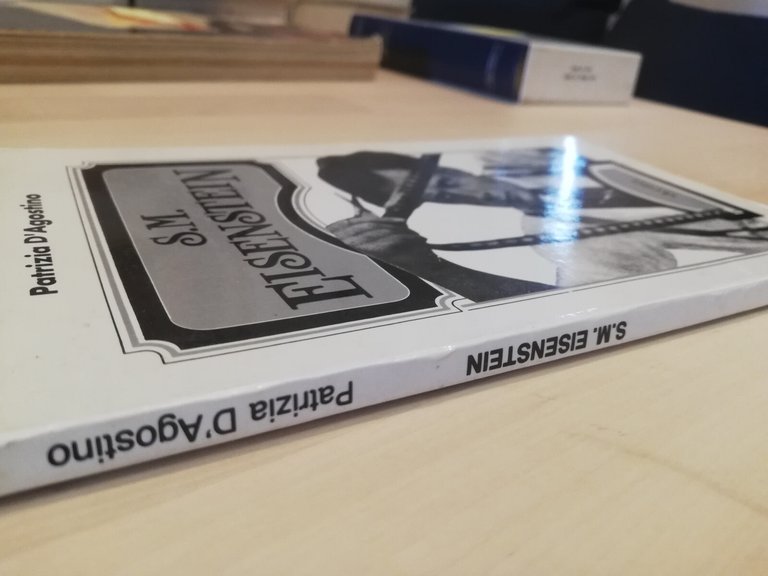 Patrizia D'Agostino
S.M.
EISENSTEIN
Patrizia D'Agostino
S.M. EISENSTEIN